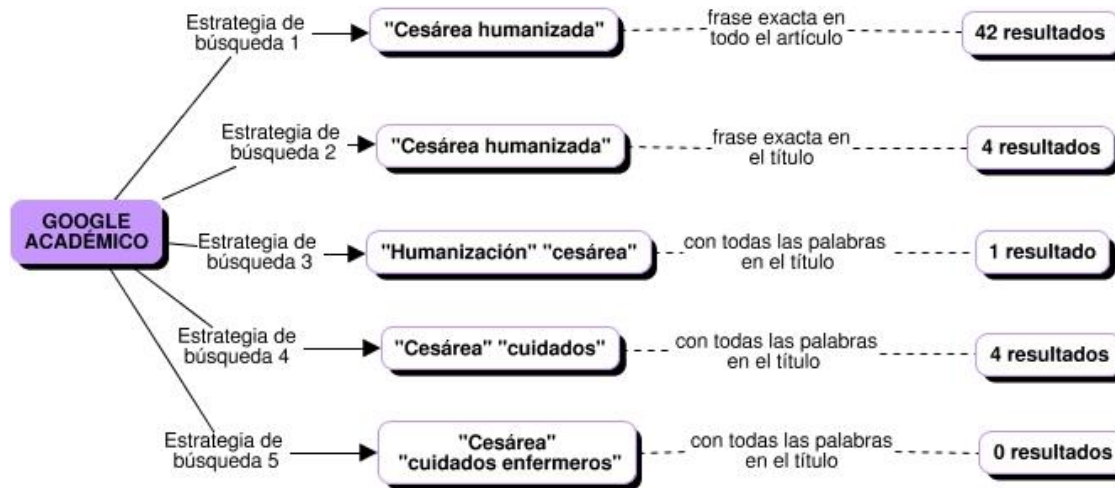 Estrategia de
búsqueda 1
"Cesárea humanizada"
frase exacta en
todo el artículo
42 resultados
Estrategia de
búsqueda 2
"Cesárea humanizada"
frase exacta en
el título
4 resultados
GOOGLE
ACADÉMICO
Estrategia de
búsqueda 3
"Humanización" "cesárea"
con todas las palabras
en el título
1 resultado
Estrategia de
búsqueda 4
"Cesárea" "cuidados"
con todas las palabras
en el título
4 resultados
Estrategia de
búsqueda 5
"Cesárea"
"cuidados enfermeros"
con todas las palabras
en el título
0 resultados